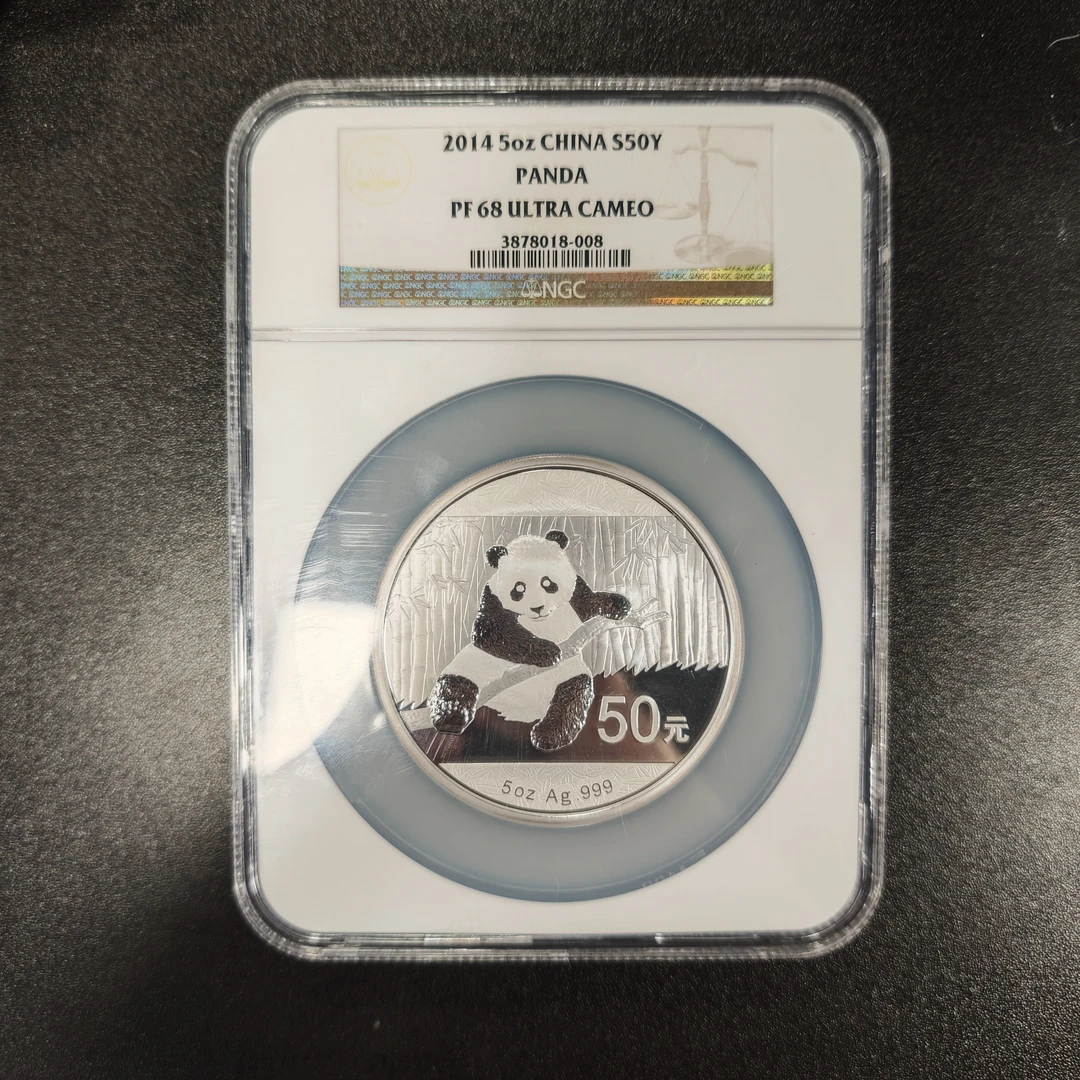 2014 5oz CHINA S50Y
PANDA
PF 68 ULTRA CAMEO
3878018-008
NGC
50元
5oz Ag.999